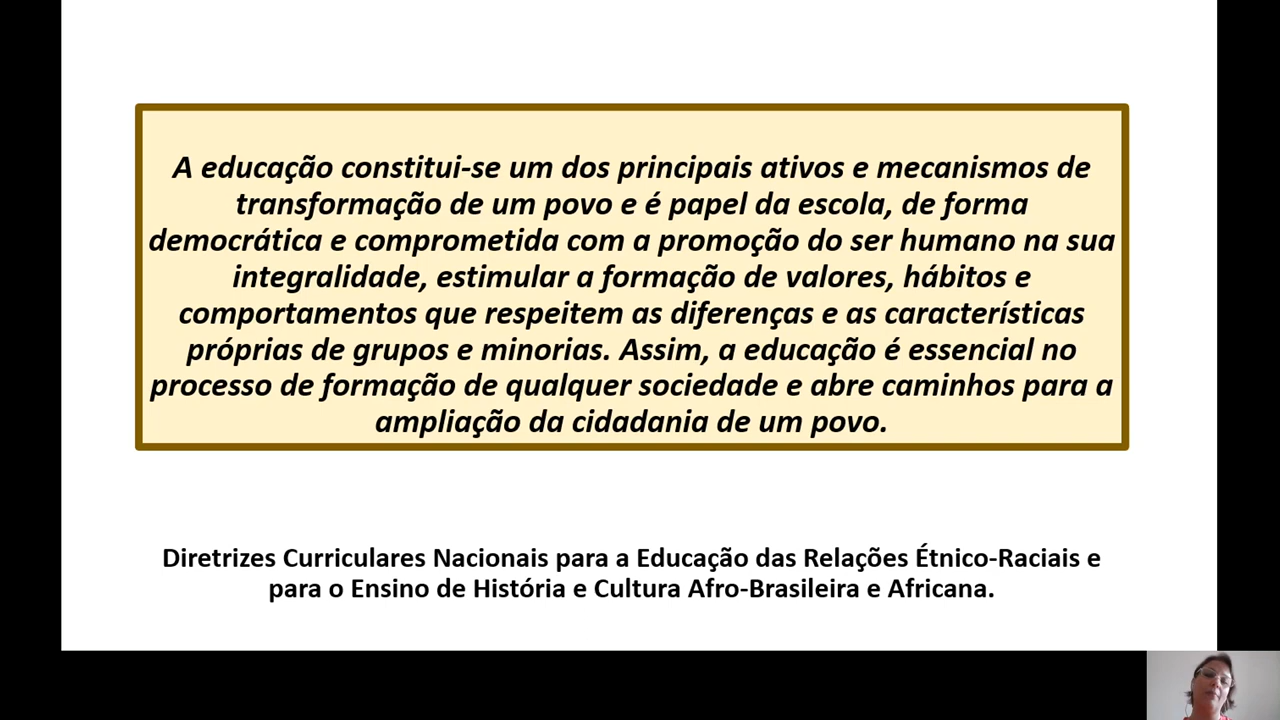 A educação constitui-se um dos principais ativos e mecanismos de
transformação de um povo e é papel da escola, de forma
democrática e comprometida com a promoção do ser humano na sua
integralidade, estimular a formação de valores, hábitos e
comportamentos que respeitem as diferenças e as características
próprias de grupos e minorias. Assim, a educação é essencial no
processo de formação de qualquer sociedade e abre caminhos para a
ampliação da cidadania de um povo.
Diretrizes Curriculares Nacionais para a Educação das Relações Étnico-Raciais e
para o Ensino de História e Cultura Afro-Brasileira e Africana.